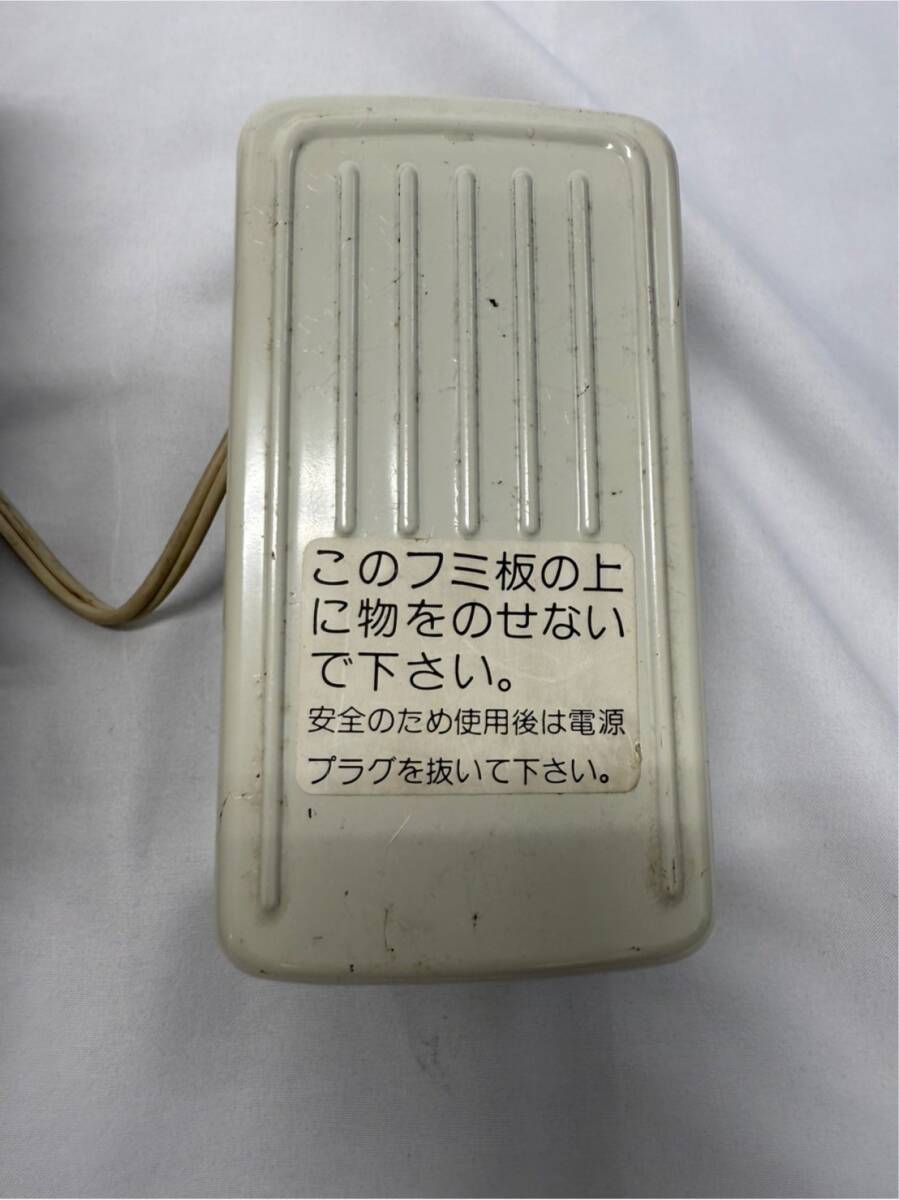 このフミ板の上
に物をのせない
で下さい。
安全のため使用後は電源
プラグを抜いて下さい。